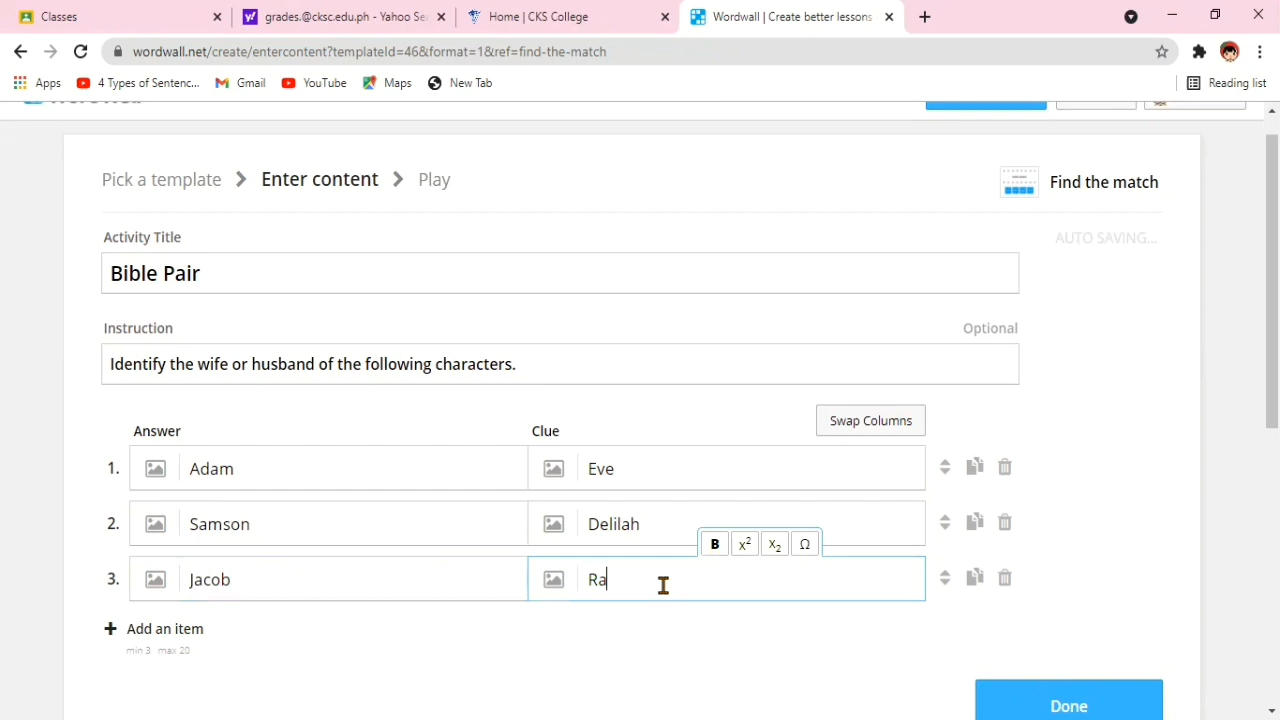 Classes
grades.@cksc.edu.ph - Yahoo Se
Home | CKS College
Wordwall | Create better lessons
wordwall.net/create/entercontent?templateId=46&format=1&ref=find-the-match
Apps
4 Types of Sentenc...
Gmail
YouTube
Maps
New Tab
Reading list
Pick a template
Enter content
Play
Find the match
Activity Title
AUTO SAVING...
Bible Pair
Instruction
Optional
Identify the wife or husband of the following characters.
Answer
Clue
Swap Columns
1. Adam Eve
2. Samson Delilah
B x² x₂ Ω
3. Jacob Ra
+ Add an item
min 3 max 20
Done